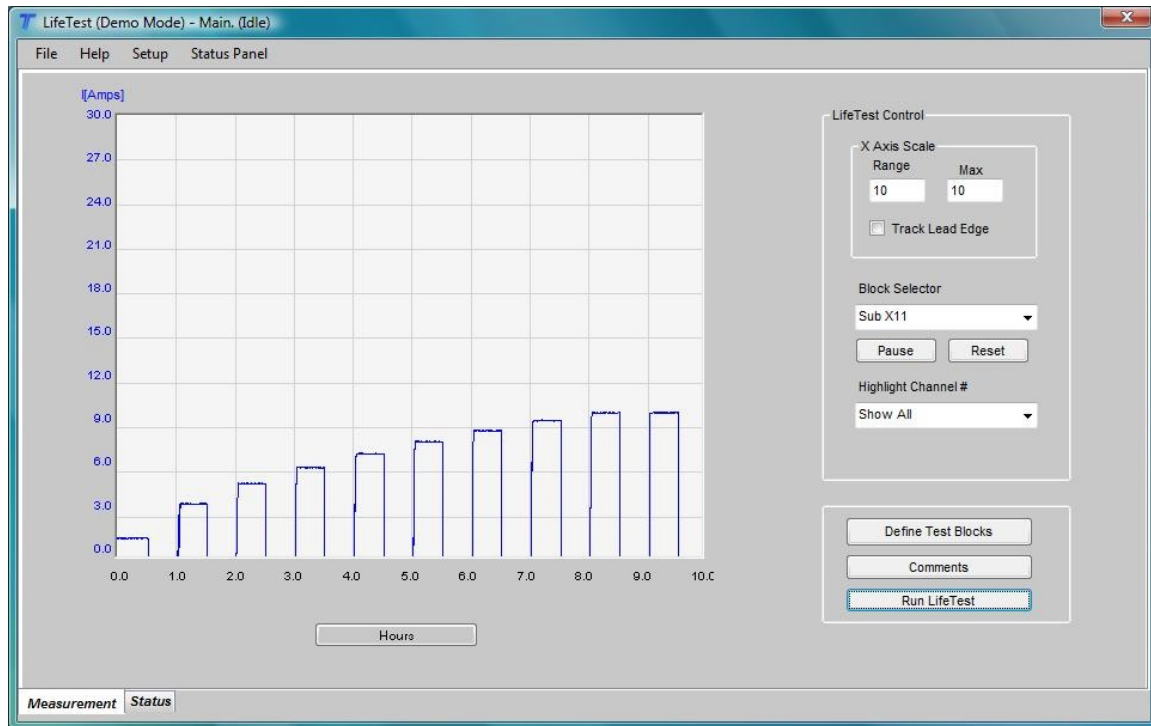 LifeTest (Demo Mode) - Main. (Idle)
File Help Setup Status Panel
I[Amps]
30.0
27.0
24.0
21.0
18.0
15.0
12.0
9.0
6.0
3.0
0.0
0.0 1.0 2.0 3.0 4.0 5.0 6.0 7.0 8.0 9.0 10.0
Hours
LifeTest Control
X Axis Scale
Range Max
10 10
Track Lead Edge
Block Selector
Sub X11
Pause Reset
Highlight Channel #
Show All
Define Test Blocks
Comments
Run LifeTest
Measurement Status